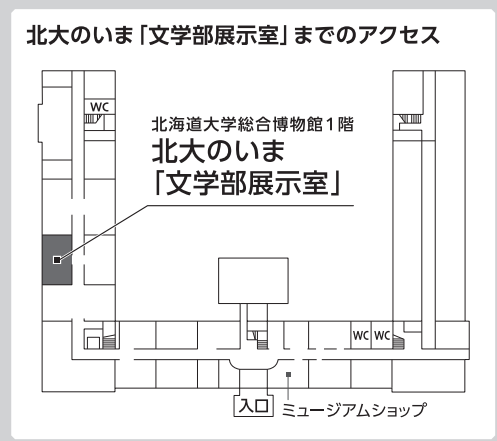 北大のいま「文学部展示室」までのアクセス
WC
北海道大学総合博物館1階
北大のいま
「文学部展示室」
WC WC
入口
ミュージアムショップ